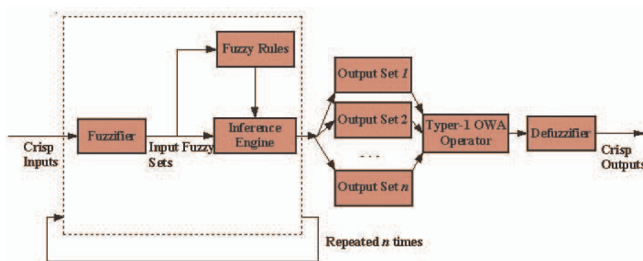 Fuzzy Rules
Output Set 1
Fuzzifier
Inference
Engine
Output Set 2
Typer-1 OWA
Operator
Defuzzifier
Crisp
Inputs
Input Fuzzy
Sets
- - -
Output Set n
Crisp
Outputs
Repeated n times